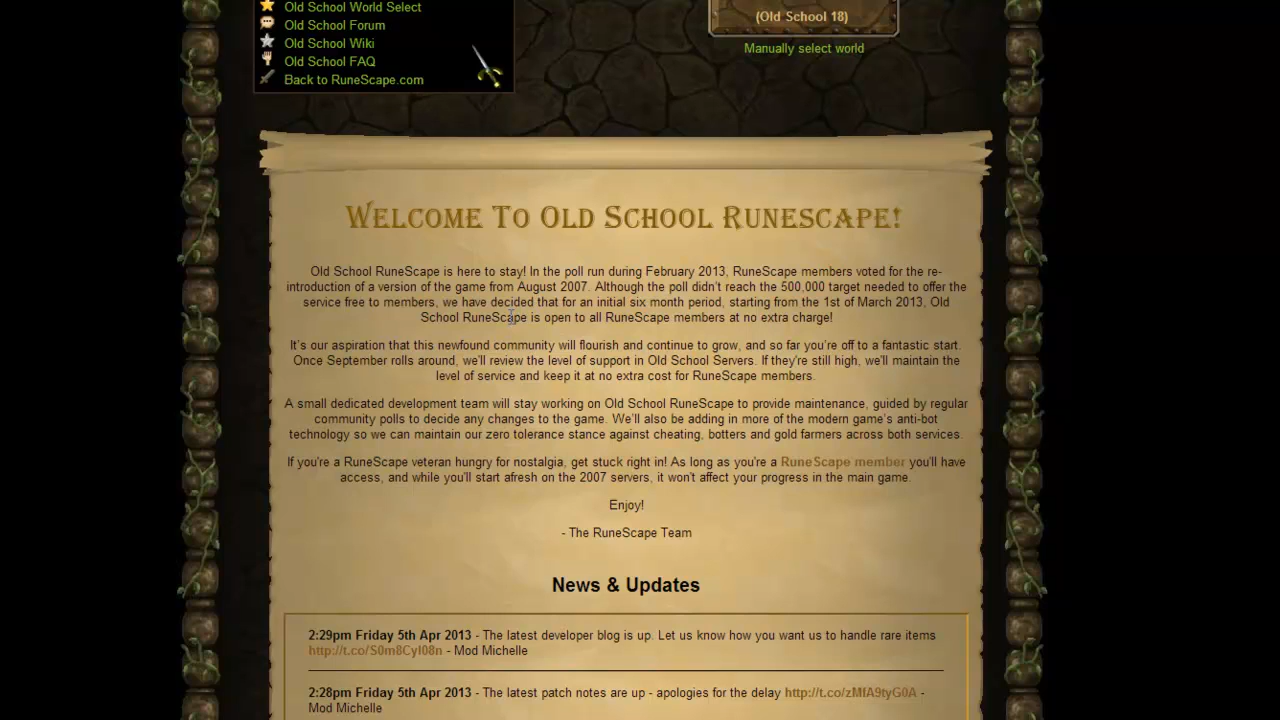 Old School World Select
Old School Forum
Old School Wiki
Old School FAQ
Back to RuneScape.com
(Old School 18)
Manually select world
Welcome To Old School Runescape!
Old School RuneScape is here to stay! In the poll run during February 2013, RuneScape members voted for the re-
introduction of a version of the game from August 2007. Although the poll didn't reach the 500,000 target needed to offer the
service free to members, we have decided that for an initial six month period, starting from the 1st of March 2013, Old
School RuneScape is open to all RuneScape members at no extra charge!
It's our aspiration that this newfound community will flourish and continue to grow, and so far you're off to a fantastic start.
Once September rolls around, we'll review the level of support in Old School Servers. If they're still high, we'll maintain the
level of service and keep it at no extra cost for RuneScape members.
A small dedicated development team will stay working on Old School RuneScape to provide maintenance, guided by regular
community polls to decide any changes to the game. We'll also be adding in more of the modern game's anti-bot
technology so we can maintain our zero tolerance stance against cheating, botters and gold farmers across both services.
If you're a RuneScape veteran hungry for nostalgia, get stuck right in! As long as you're a RuneScape member you'll have
access, and while you'll start afresh on the 2007 servers, it won't affect your progress in the main game.
Enjoy!
- The RuneScape Team
News & Updates
2:29pm Friday 5th Apr 2013 - The latest developer blog is up. Let us know how you want us to handle rare items
http://t.co/S0m8Cyl08n - Mod Michelle
2:28pm Friday 5th Apr 2013 - The latest patch notes are up - apologies for the delay http://t.co/zMfA9tyG0A -
Mod Michelle